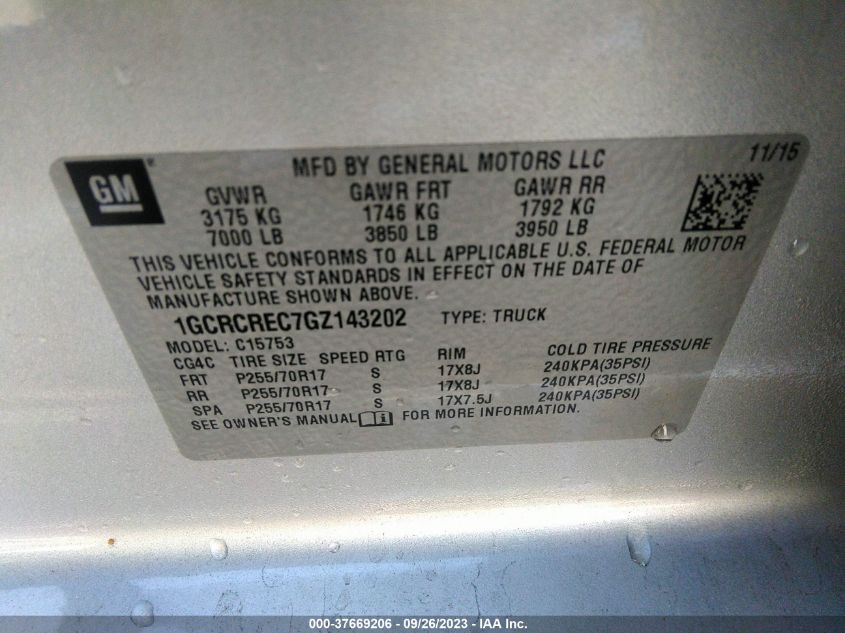 MFD BY GENERAL MOTORS LLC 11/15
GM®
GVWR GAWR FRT GAWR RR
3175 KG 1746 KG 1792 KG
7000 LB 3850 LB 3950 LB
THIS VEHICLE CONFORMS TO ALL APPLICABLE U.S. FEDERAL MOTOR
VEHICLE SAFETY STANDARDS IN EFFECT ON THE DATE OF
MANUFACTURE SHOWN ABOVE.
1GCRCREC7GZ143202 TYPE: TRUCK
MODEL: C15753
CG4C TIRE SIZE SPEED RTG RIM COLD TIRE PRESSURE
FRT P255/70R17 S 17X8J 240KPA(35PSI)
RR P255/70R17 S 17X8J 240KPA(35PSI)
SPA P255/70R17 S 17X7.5J 240KPA(35PSI)
SEE OWNER'S MANUAL i FOR MORE INFORMATION.
000-37669206 - 09/26/2023 - IAA Inc.